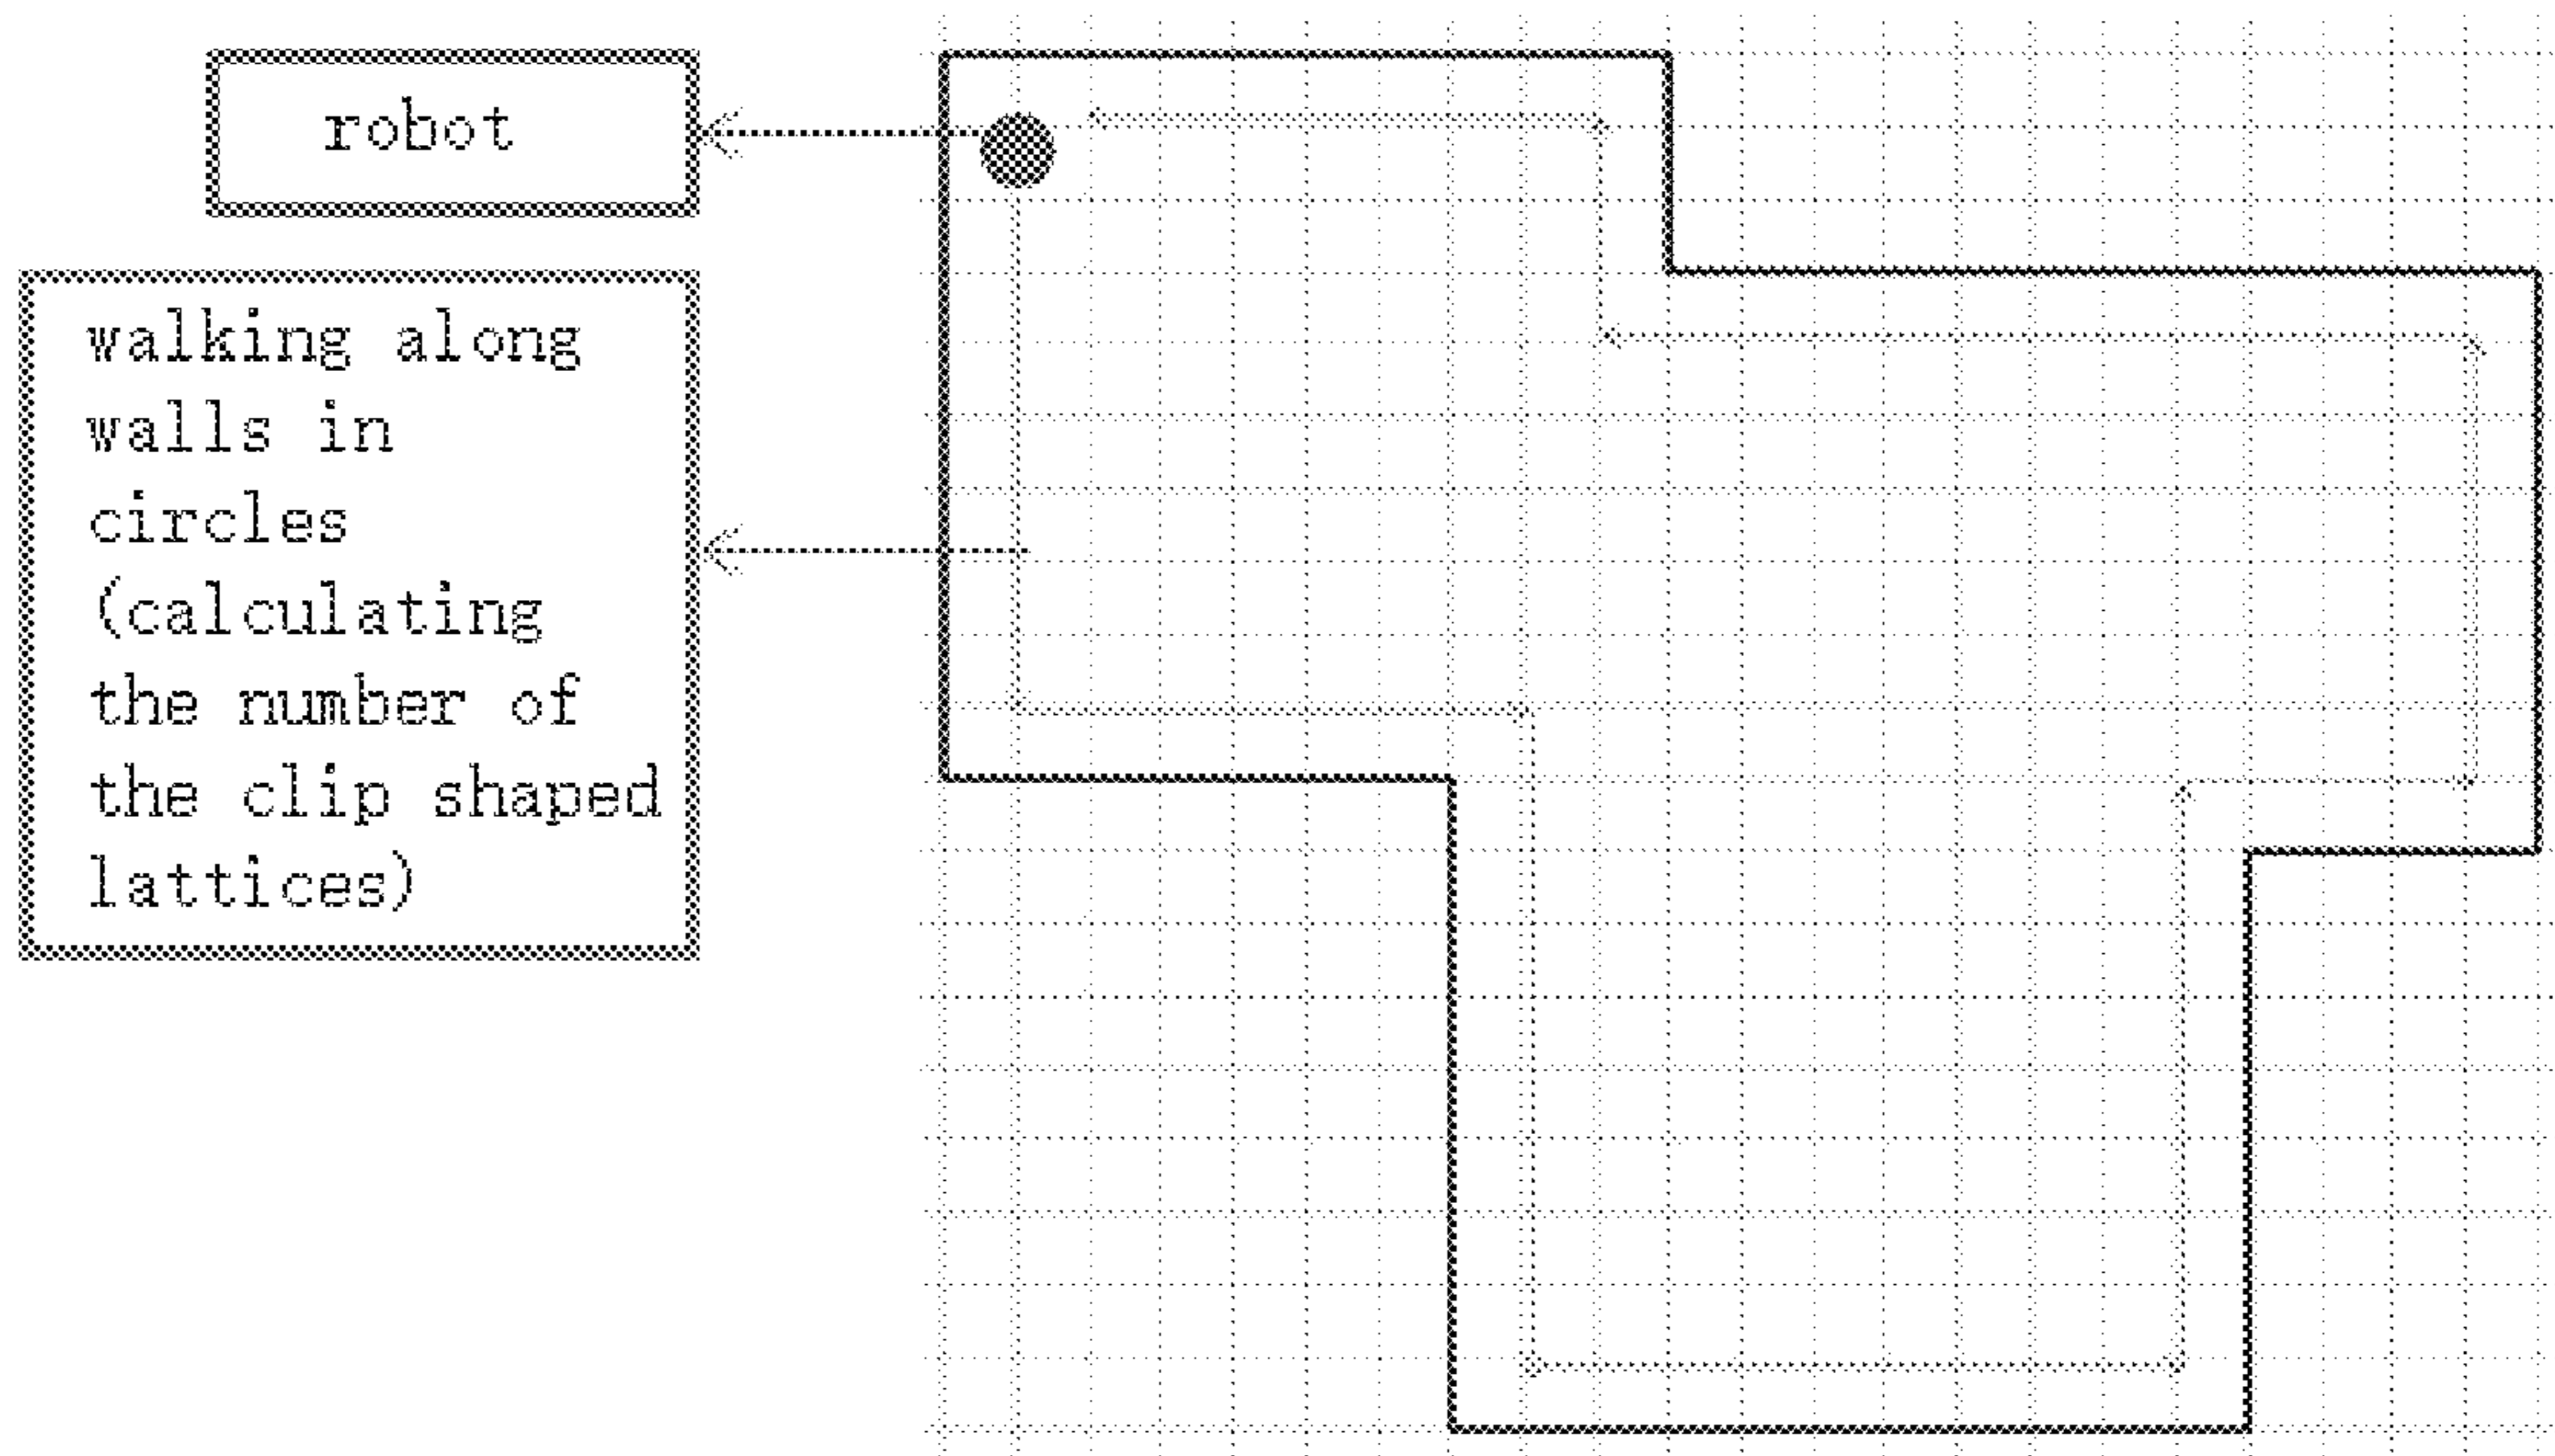 robot
walking along
walls in
circles
(calculating
the number of
the clip shaped
lattices)